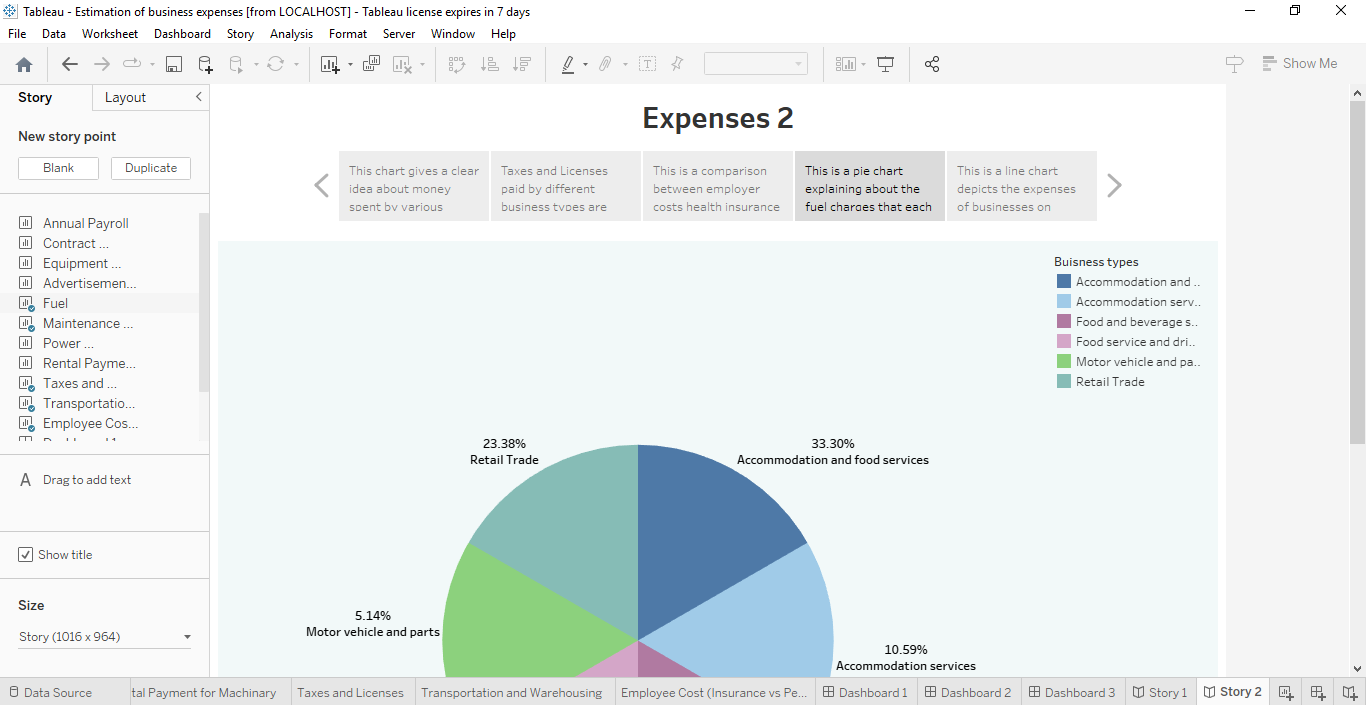 Tableau - Estimation of business expenses [from LOCALHOST] - Tableau license expires in 7 days
File Data Worksheet Dashboard Story Analysis Format Server Window Help
Show Me
Story Layout
New story point
Blank Duplicate
Annual Payroll
Contract ...
Equipment ...
Advertisemen...
Fuel
Maintenance ...
Power ...
Rental Payme...
Taxes and ...
Transportatio...
Employee Cos...
A Drag to add text
Show title
Size
Story (1016 x 964)
Expenses 2
This chart gives a clear
idea about money
spent by various
Taxes and Licenses
paid by different
business types are
This is a comparison
between employer
costs health insurance
This is a pie chart
explaining about the
fuel charges that each
This is a line chart
depicts the expenses
of businesses on
Buisness types
Accommodation and ..
Accommodation serv..
Food and beverage s..
Food service and dri..
Motor vehicle and pa..
Retail Trade
23.38%
Retail Trade
33.30%
Accommodation and food services
5.14%
Motor vehicle and parts
10.59%
Accommodation services
Data Source tal Payment for Machinary Taxes and Licenses Transportation and Warehousing Employee Cost (Insurance vs Pe... Dashboard 1 Dashboard 2 Dashboard 3 Story 1 Story 2